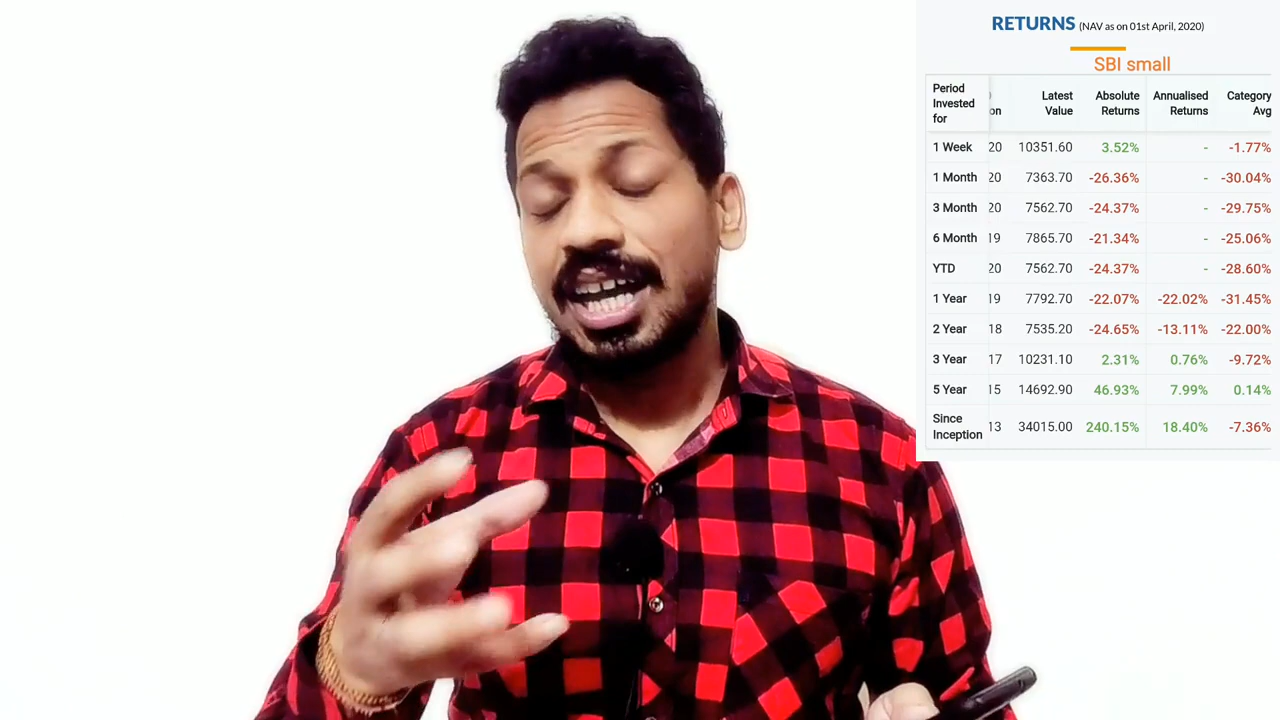 RETURNS (NAV as on 01st April, 2020)
SBI small
Period Invested for on Latest Value Absolute Returns Annualised Returns Category Avg
1 Week 20 10351.60 3.52% - -1.77%
1 Month 20 7363.70 -26.36% - -30.04%
3 Month 20 7562.70 -24.37% - -29.75%
6 Month 19 7865.70 -21.34% - -25.06%
YTD 20 7562.70 -24.37% - -28.60%
1 Year 19 7792.70 -22.07% -22.02% -31.45%
2 Year 18 7535.20 -24.65% -13.11% -22.00%
3 Year 17 10231.10 2.31% 0.76% -9.72%
5 Year 15 14692.90 46.93% 7.99% 0.14%
Since Inception 13 34015.00 240.15% 18.40% -7.36%